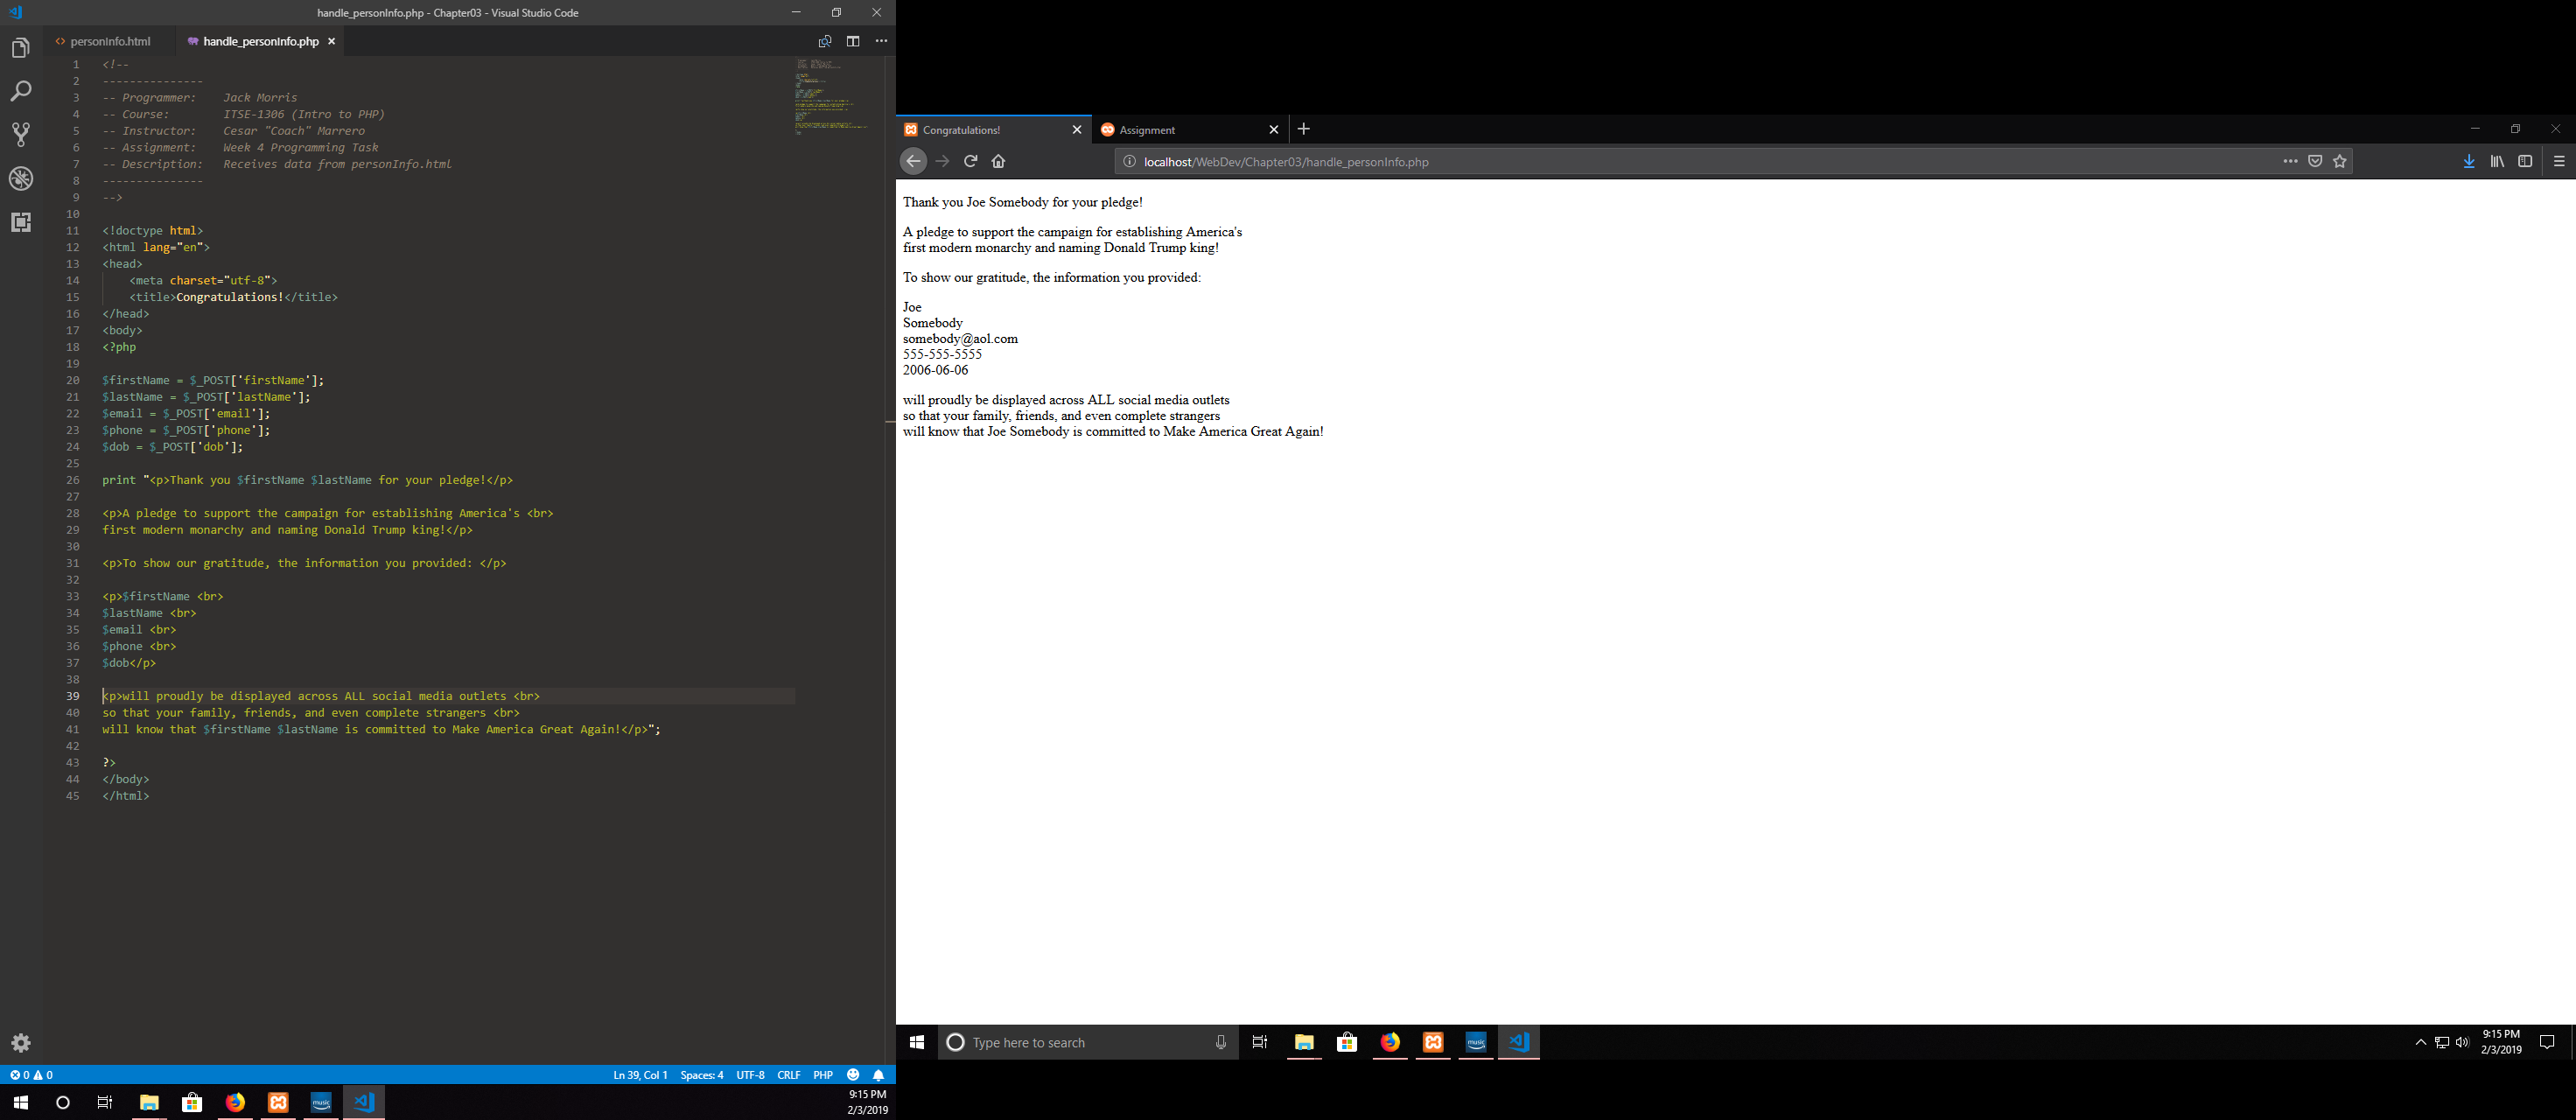 handle_personInfo.php - Chapter03 - Visual Studio Code
personInfo.html
handle_personInfo.php
1 <!--
2 ---------------
3 -- Programmer: Jack Morris
4 -- Course: ITSE-1306 (Intro to PHP)
5 -- Instructor: Cesar "Coach" Marrero
6 -- Assignment: Week 4 Programming Task
7 -- Description: Receives data from personInfo.html
8 ---------------
9 -->
10
11 <!doctype html>
12 <html lang="en">
13 <head>
14 <meta charset="utf-8">
15 <title>Congratulations!</title>
16 </head>
17 <body>
18 <?php
19
20 $firstName = $_POST['firstName'];
21 $lastName = $_POST['lastName'];
22 $email = $_POST['email'];
23 $phone = $_POST['phone'];
24 $dob = $_POST['dob'];
25
26 print "<p>Thank you $firstName $lastName for your pledge!</p>
27
28 <p>A pledge to support the campaign for establishing America's <br>
29 first modern monarchy and naming Donald Trump king!</p>
30
31 <p>To show our gratitude, the information you provided: </p>
32
33 <p>$firstName <br>
34 $lastName <br>
35 $email <br>
36 $phone <br>
37 $dob</p>
38
39 <p>will proudly be displayed across ALL social media outlets <br>
40 so that your family, friends, and even complete strangers <br>
41 will know that $firstName $lastName is committed to Make America Great Again!</p>";
42
43 ?>
44 </body>
45 </html>
0 0
Ln 39, Col 1 Spaces: 4 UTF-8 CRLF PHP
music
9:15 PM
2/3/2019
Congratulations!
Assignment
localhost/WebDev/Chapter03/handle_personInfo.php
Thank you Joe Somebody for your pledge!
A pledge to support the campaign for establishing America's
first modern monarchy and naming Donald Trump king!
To show our gratitude, the information you provided:
Joe
Somebody
somebody@aol.com
555-555-5555
2006-06-06
will proudly be displayed across ALL social media outlets
so that your family, friends, and even complete strangers
will know that Joe Somebody is committed to Make America Great Again!
Type here to search
music
9:15 PM
2/3/2019